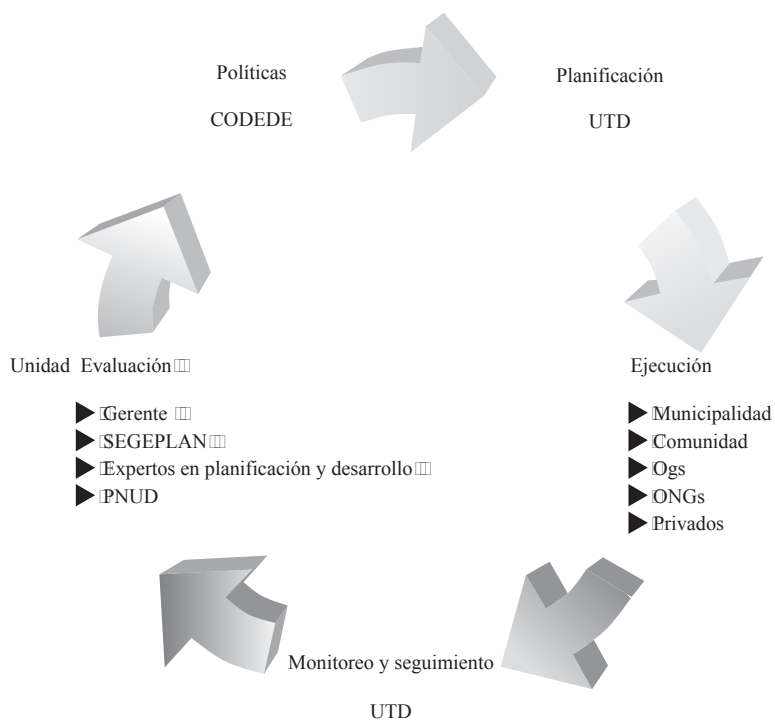 Políticas
CODEDE
Planificación
UTD
Unidad Evaluación
Gerente
SEGEPLAN
Expertos en planificación y desarrollo
PNUD
Ejecución
Municipalidad
Comunidad
Ogs
ONGs
Privados
Monitoreo y seguimiento
UTD